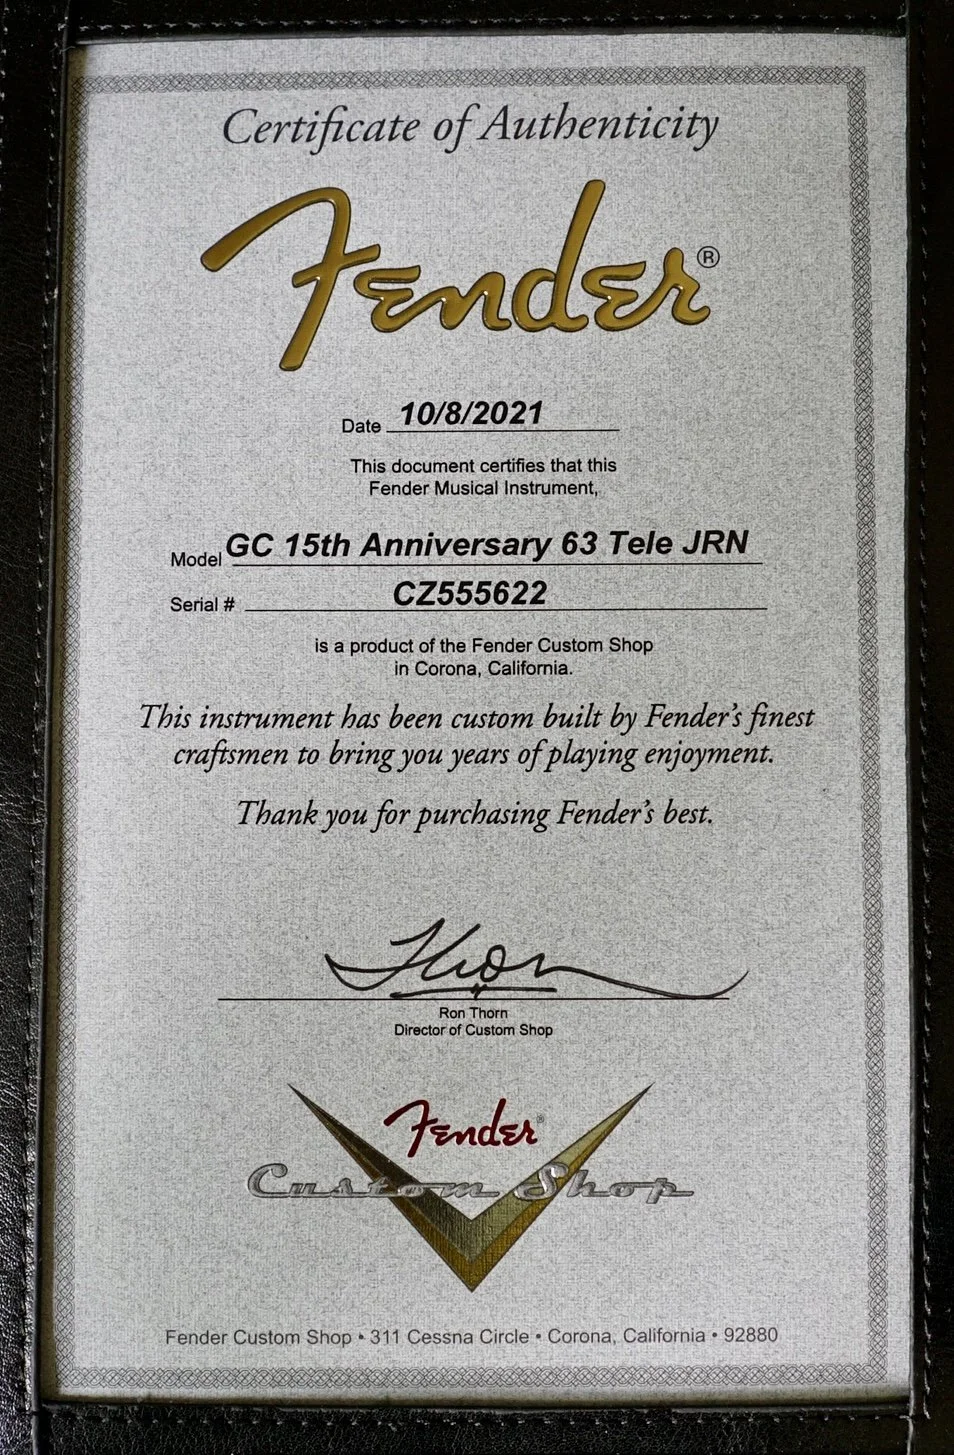 Certificate of Authenticity
Fender®
Date 10/8/2021
This document certifies that this
Fender Musical Instrument,
Model GC 15th Anniversary 63 Tele JRN
Serial # CZ555622
is a product of the Fender Custom Shop
in Corona, California.
This instrument has been custom built by Fender's finest
craftsmen to bring you years of playing enjoyment.
Thank you for purchasing Fender's best.
Thorn
Ron Thorn
Director of Custom Shop
Fender®
Custom Shop
Fender Custom Shop • 311 Cessna Circle • Corona, California • 92880